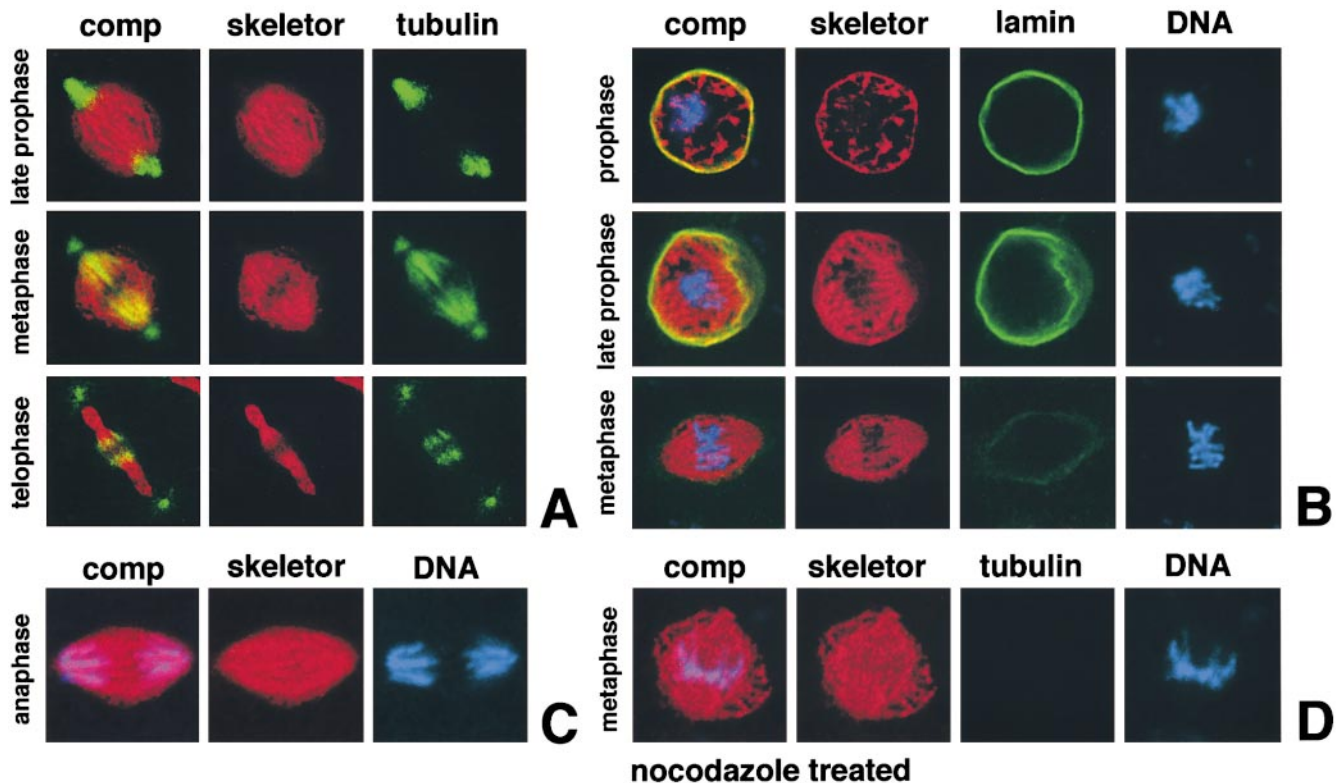 comp skeletor tubulin
late prophase
metaphase
telophase
A
comp skeletor lamin DNA
prophase
late prophase
metaphase
B
comp skeletor DNA
anaphase
C
comp skeletor tubulin DNA
metaphase
D
nocodazole treated